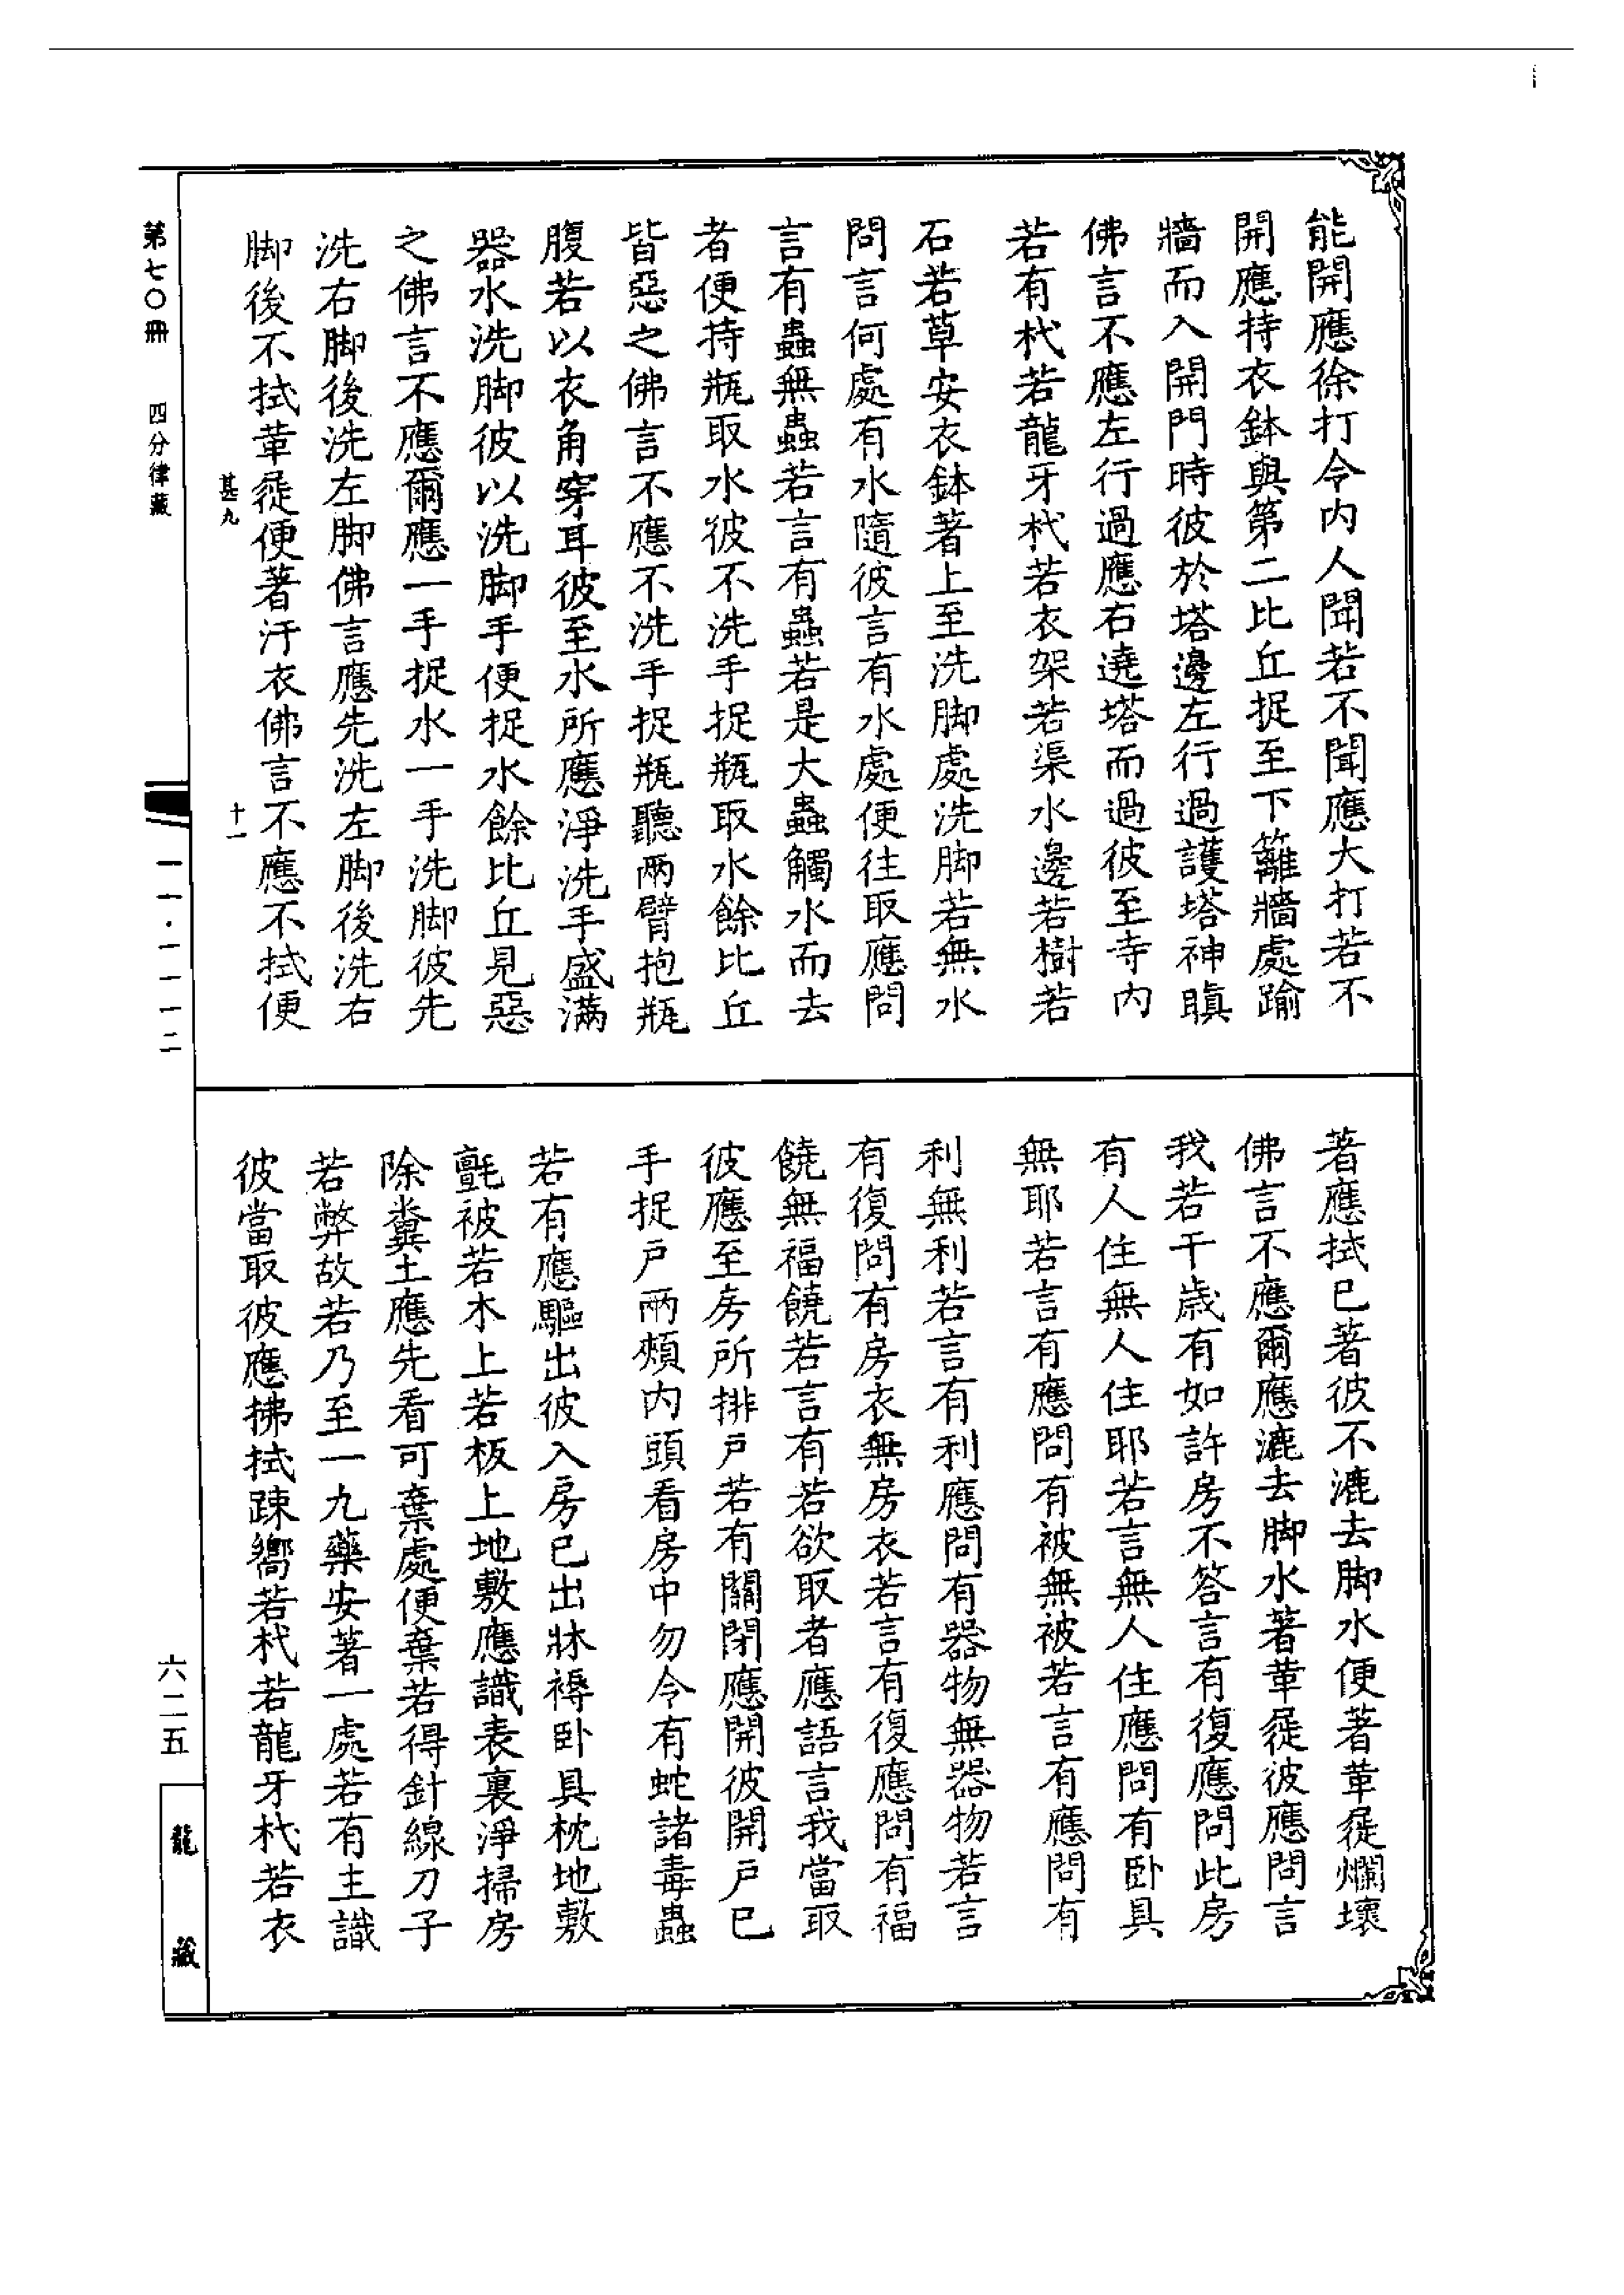 能開應徐打令内人聞若不聞應大打若不
開應持衣鉢與第二比丘捉至下籬牆處踰
牆而入開門時彼於塔邊左行過護塔神瞋
佛言不應左行過應右遶塔而過彼至寺内
若有杙若龍牙杙若衣架若渠水邊若樹若
石若草安衣鉢著上至洗脚處洗脚若無水
問言何處有水隨彼言有水處便往取應問
言有蟲無蟲若言有蟲若是大蟲觸水而去
者便持瓶取水彼不洗手捉瓶取水餘比丘
皆惡之佛言不應不洗手捉瓶聽兩臂抱瓶
腹若以衣角穿耳彼至水所應淨洗手盛滿
器水洗脚彼以洗脚手便捉水餘比丘見惡
之佛言不應爾應一手捉水一手洗脚彼先
洗右脚後洗左脚佛言應先洗左脚後洗右
脚後不拭革屣便著汙衣佛言不應不拭便
著應拭已著彼不漉去脚水便著革屣爛壞
佛言不應爾應漉去脚水著革屣彼應問言
我若干歲有如許房不答言有復應問此房
有人住無人住耶若言無人住應問有卧具
無耶若言有應問有被無被若言有應問有
利無利若言有利應問有器物無器物若言
有復問有房衣無房衣若言有復應問有福
饒無福饒若言有若欲取者應語言我當取
彼應至房所排戸若有關閉應開彼開戸已
手捉戸兩頰内頭看房中勿令有蛇諸毒蟲
若有應驅出彼入房已出牀褥卧具枕地敷
氈被若木上若板上地敷應識表裏淨掃房
除糞土應先看可棄處便棄若得針線刀子
若弊故若乃至一九藥安著一處若有主識
彼當取彼應拂拭踈嚮若杙若龍牙杙若衣
第七〇冊
四分律藏
甚九
十一
一一·一一一二
六二五
龍藏